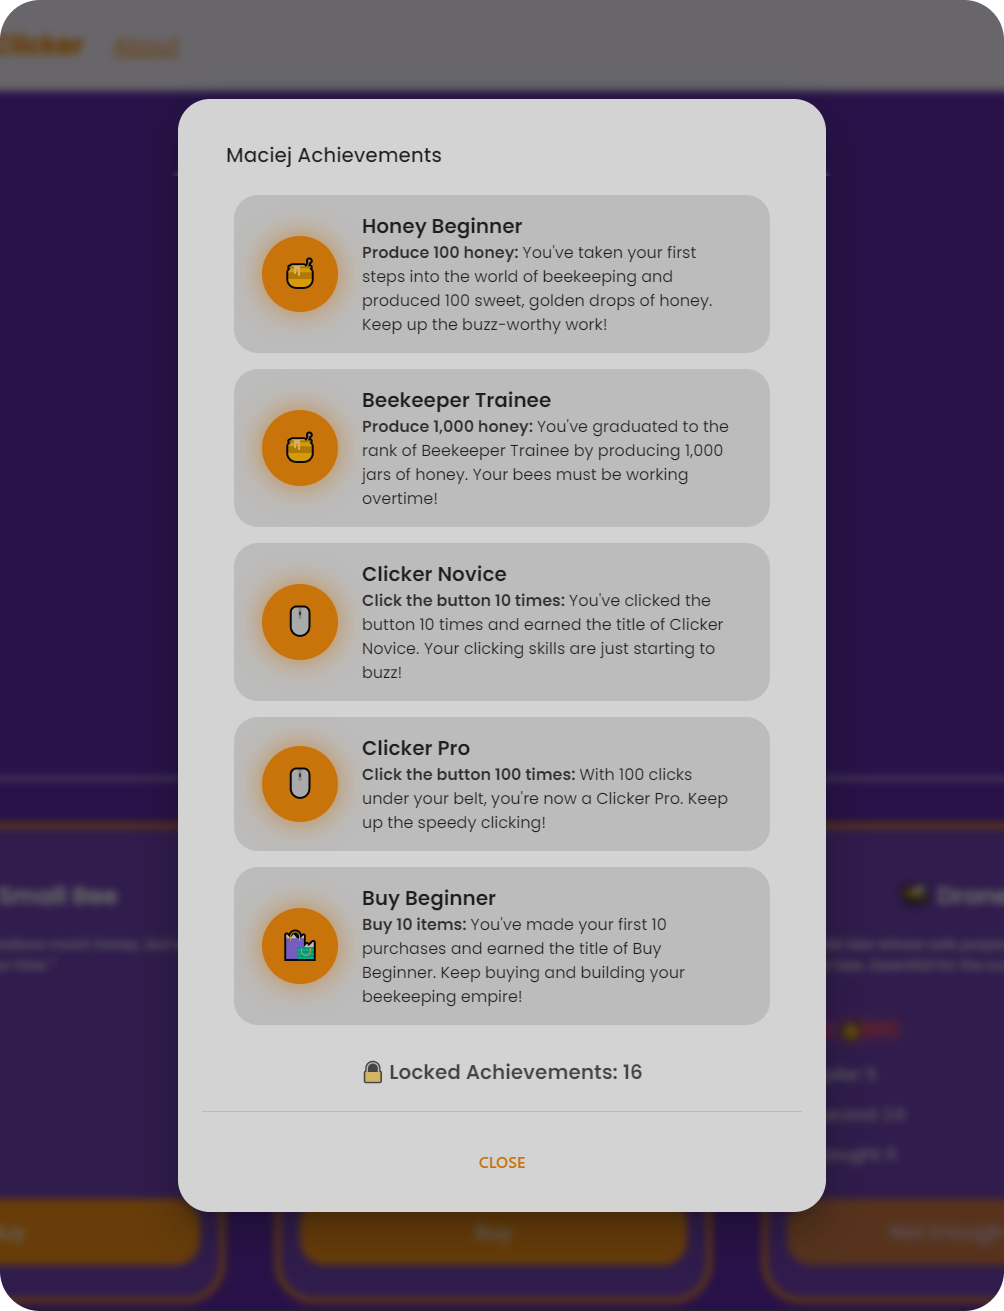 Clicker About
Maciej Achievements
Honey Beginner
Produce 100 honey: You've taken your first
steps into the world of beekeeping and
produced 100 sweet, golden drops of honey.
Keep up the buzz-worthy work!
Beekeeper Trainee
Produce 1,000 honey: You've graduated to the
rank of Beekeeper Trainee by producing 1,000
jars of honey. Your bees must be working
overtime!
Clicker Novice
Click the button 10 times: You've clicked the
button 10 times and earned the title of Clicker
Novice. Your clicking skills are just starting to
buzz!
Clicker Pro
Click the button 100 times: With 100 clicks
under your belt, you're now a Clicker Pro. Keep
up the speedy clicking!
Buy Beginner
Buy 10 items: You've made your first 10
purchases and earned the title of Buy
Beginner. Keep buying and building your
beekeeping empire!
Locked Achievements: 16
CLOSE
Small Bee
Buy
Not Enough